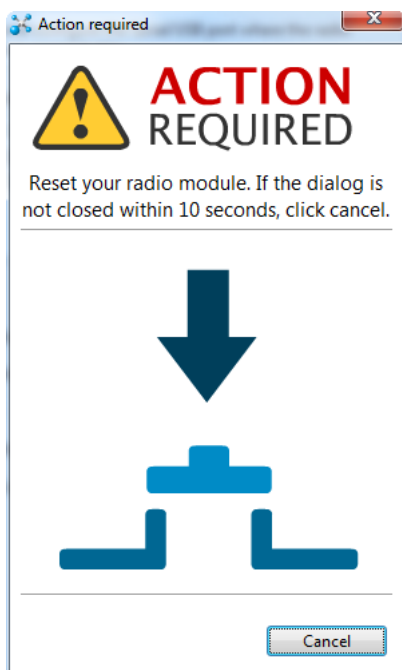 Action required
ACTION
REQUIRED
Reset your radio module. If the dialog is
not closed within 10 seconds, click cancel.
Cancel